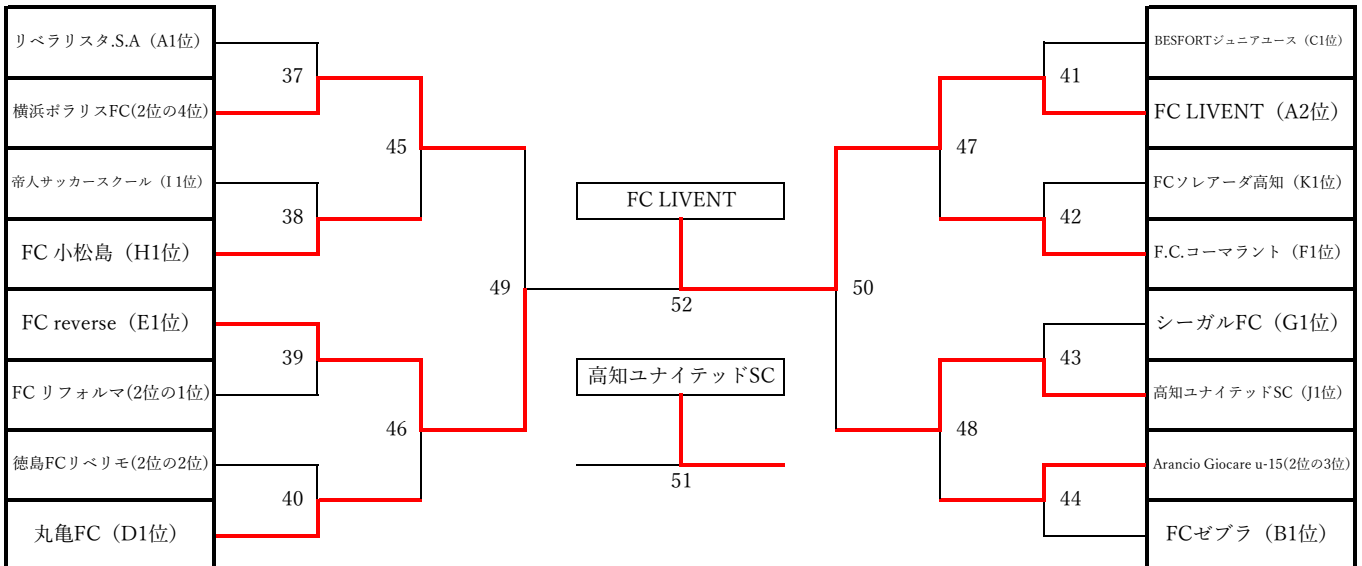 リベラリスタ.S.A（A1位）
横浜ポラリスFC(2位の4位)
帝人サッカースクール（I 1位）
FC 小松島（H1位）
FC reverse（E1位）
FC リフォルマ(2位の1位)
徳島FCリベリモ(2位の2位)
丸亀FC（D1位）
37
38
39
40
45
46
49
FC LIVENT
52
高知ユナイテッドSC
51
50
47
48
41
42
43
44
BESFORTジュニアユース（C1位）
FC LIVENT（A2位）
FCソレアーダ高知（K1位）
F.C.コーマラント（F1位）
シーガルFC（G1位）
高知ユナイテッドSC（J1位）
Arancio Giocare u-15(2位の3位)
FCゼブラ（B1位）